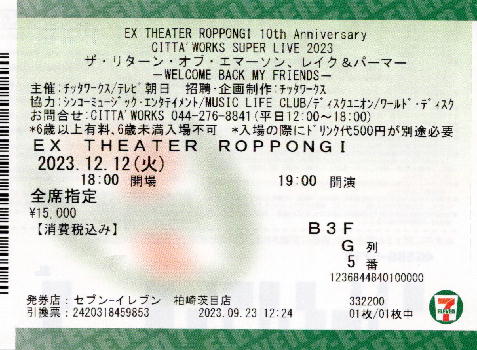 EX THEATER ROPPONGI 10th Anniversary
CITTA'WORKS SUPER LIVE 2023
ザ・リターン・オブ・エマーソン、レイク&パーマー
−WELCOME BACK MY FRIENDS−
主催:チッタワークス/テレビ朝日 招聘・企画制作:チッタワークス
協力:シンコーミュージック・エンタテイメント/MUSIC LIFE CLUB/ディスクユニオン/ワールド・ディスク
お問合せ:CITTA'WORKS 044-276-8841(平日12:00〜18:00)
*6歳以上有料、6歳未満入場不可 *入場の際にドリンク代500円が別途必要
EX THEATER ROPPONGI
2023.12.12(火)
18:00 開場 19:00 開演
全席指定
¥15,000
【消費税込み】
B3F
G 列
5 番
1236844840100000
発券店:セブン-イレブン 柏崎茨目店 332200
引換票:2420318459853 2023.09.23 12:24 01枚/01枚中
7
ELEVEN